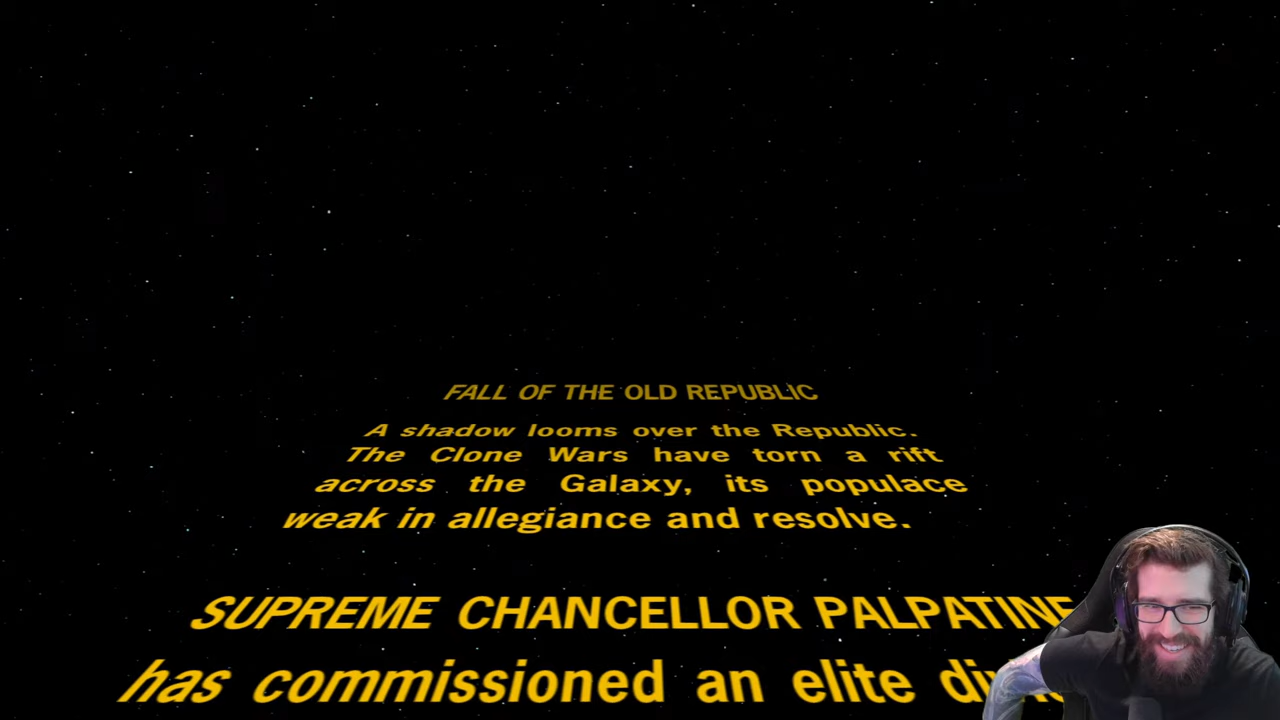 FALL OF THE OLD REPUBLIC
A shadow looms over the Republic.
The Clone Wars have torn a rift
across the Galaxy, its populace
weak in allegiance and resolve.
SUPREME CHANCELLOR PALPATINE
has commissioned an elite